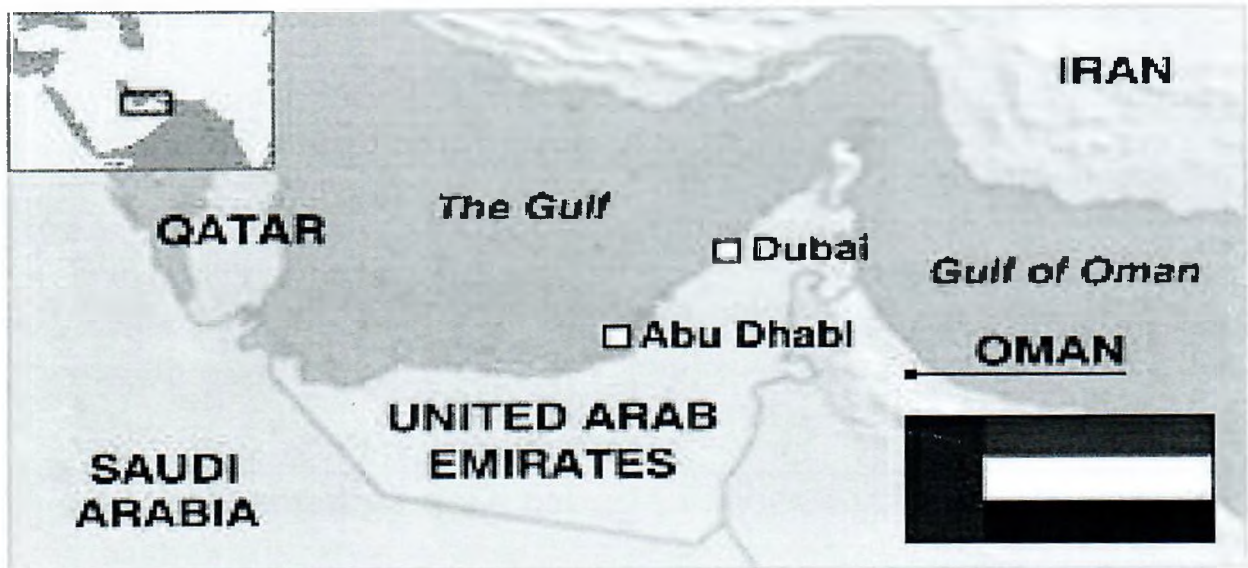 IRAN
The Gulf
QATAR
Dubai
Gulf of Oman
Abu Dhabi
OMAN
UNITED ARAB
EMIRATES
SAUDI
ARABIA